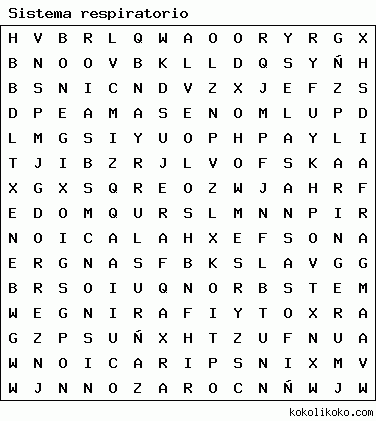 Sistema respiratorio
H V B R L Q W A O O R Y R G X
B N O O V B K L L D Q S Y Ñ H
B S N I C N D V Z X J E F Z S
D P E A M A S E N O M L U P D
L M G S I Y U O P H P A Y L I
T J I B Z R J L V O F S K A A
X G X S Q R E O Z W J A H R F
E D O M Q U R S L M N N P I R
N O I C A L A H X E F S O N A
E R G N A S F B K S L A V G G
B R S O I U Q N O R B S T E M
W E G N I R A F I Y T O X R A
G Z P S U Ñ X H T Z U F N U A
W N O I C A R I P S N I X M V
W J N N O Z A R O C N Ñ W J W
kokolikoko.com